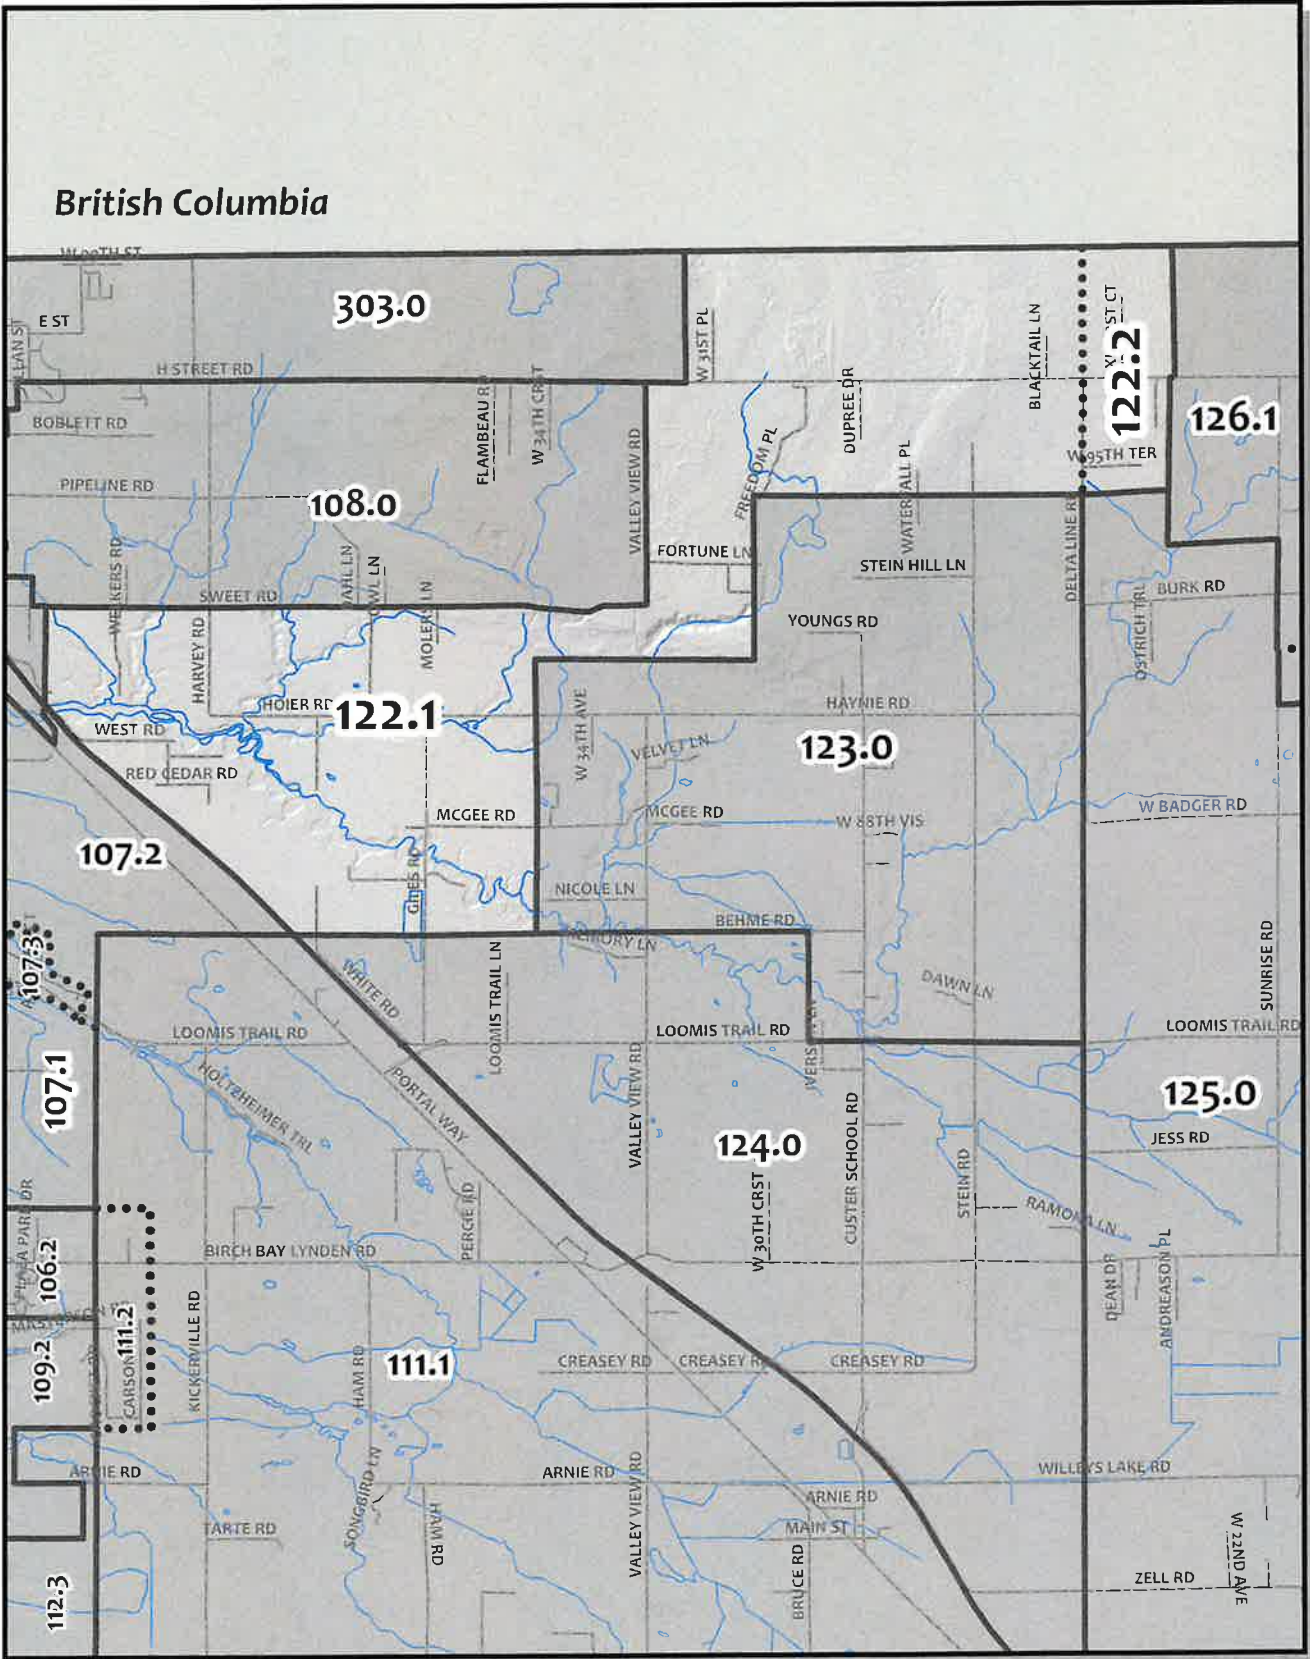 British Columbia
W 99TH ST
303.0
E ST
W 31ST PL
BLACKTAIL LN
122.2
H STREET RD
BOBLETT RD
FLAMBEAU RD
W 34TH CRST
VALLEY VIEW RD
DUPREE DR
126.1
W 95TH TER
PIPELINE RD
108.0
FREEDOM PL
WATERFALL PL
DELTA LINE RD
FORTUNE LN
STEIN HILL LN
SWEET RD
MOLERS LN
BURK RD
OSTRICH TRL
YOUNGS RD
HARVEY RD
HOIER RD
122.1
HAYNIE RD
WEST RD
W 34TH AVE
VELVET LN
123.0
RED CEDAR RD
MCGEE RD
MCGEE RD
W 88TH VIS
W BADGER RD
107.2
GILES RD
NICOLE LN
BEHME RD
107.3
WHITE RD
LOOMIS TRAIL LN
DAWN LN
SUNRISE RD
LOOMIS TRAIL RD
LOOMIS TRAIL RD
LOOMIS TRAIL RD
107.1
HOLTZHEIMER TRL
PORTAL WAY
VALLEY VIEW RD
124.0
CUSTER SCHOOL RD
125.0
JESS RD
W 30TH CRST
STEIN RD
RAMONA LN
PERCIE RD
106.2
BIRCH BAY LYNDEN RD
DEAN DR
ANDREASON PL
109.2
111.2
KICKERVILLE RD
HAM RD
111.1
CREASEY RD
CREASEY RD
CREASEY RD
ARNIE RD
SONGBIRD LN
ARNIE RD
VALLEY VIEW RD
WILLEYS LAKE RD
ARNIE RD
TARTE RD
HAM RD
MAIN ST
BRUCE RD
W 22ND AVE
112.3
ZELL RD